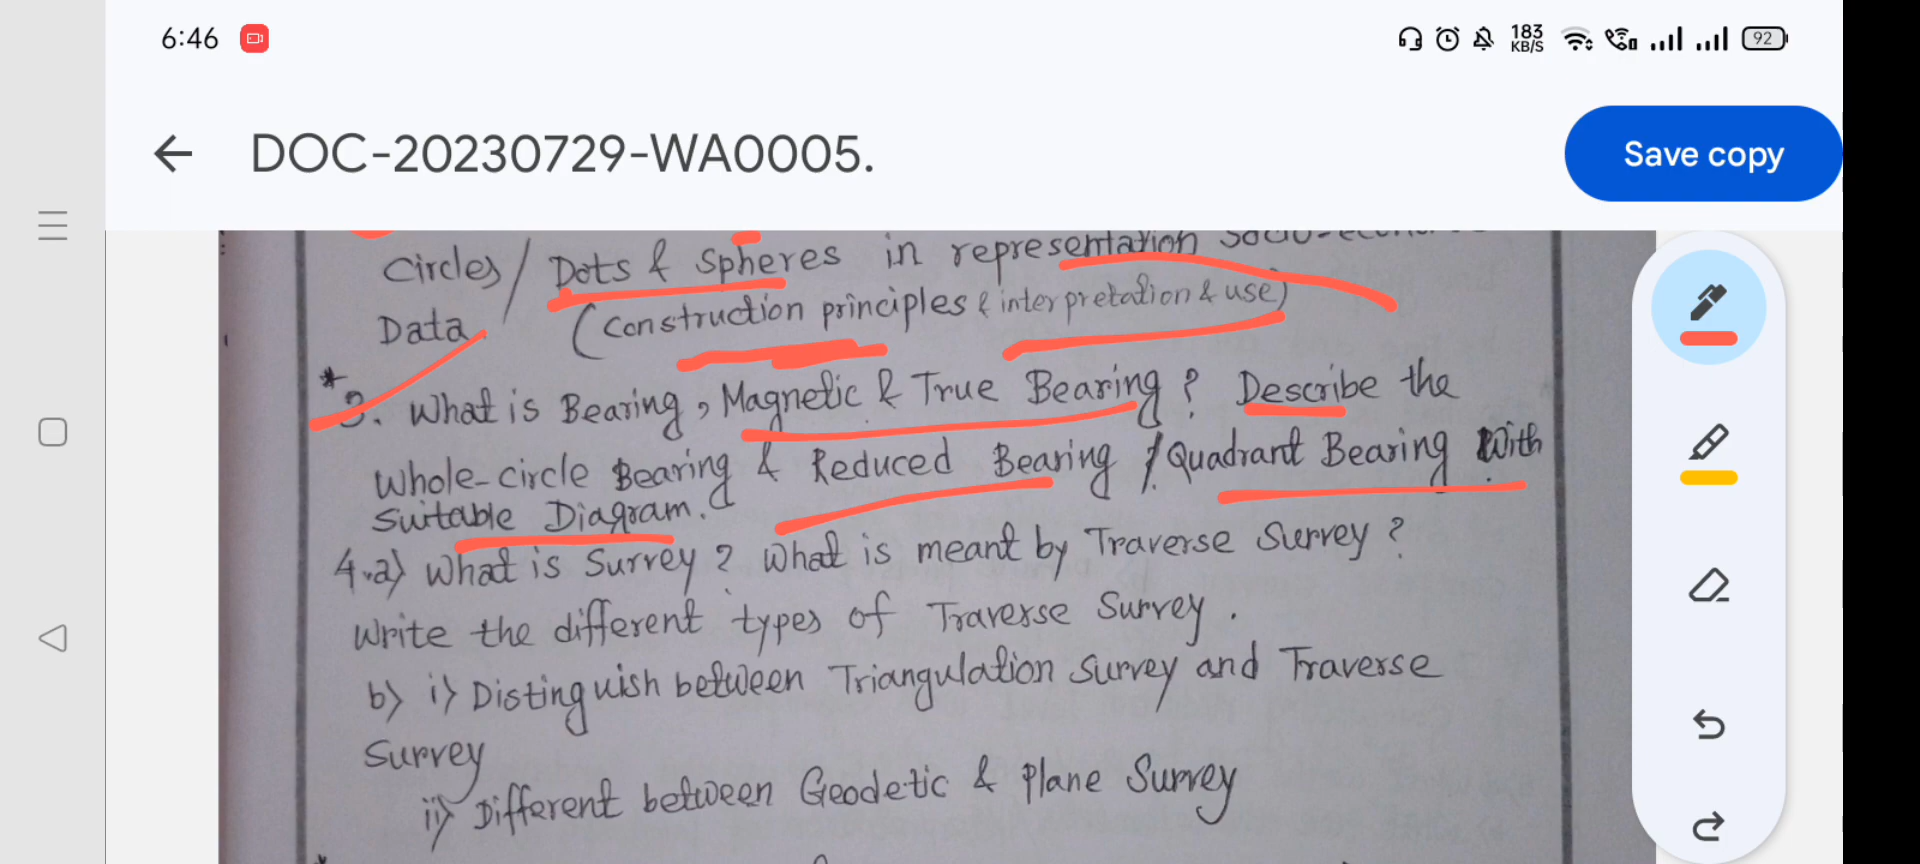 6:46
183
KB/S
92
DOC-20230729-WA0005.
Save copy
Circles / Dots & spheres in representation
Data (Construction principles & interpretation & use)
* 3. What is Bearing, Magnetic & True Bearing? Describe the
Whole-circle Bearing & Reduced Bearing / Quadrant Bearing With
Suitable Diagram.
4.a) What is Survey? What is meant by Traverse Survey?
Write the different types of Traverse Survey.
b) i) Distinguish between Triangulation Survey and Traverse
Survey
ii) Different between Geodetic & Plane Survey